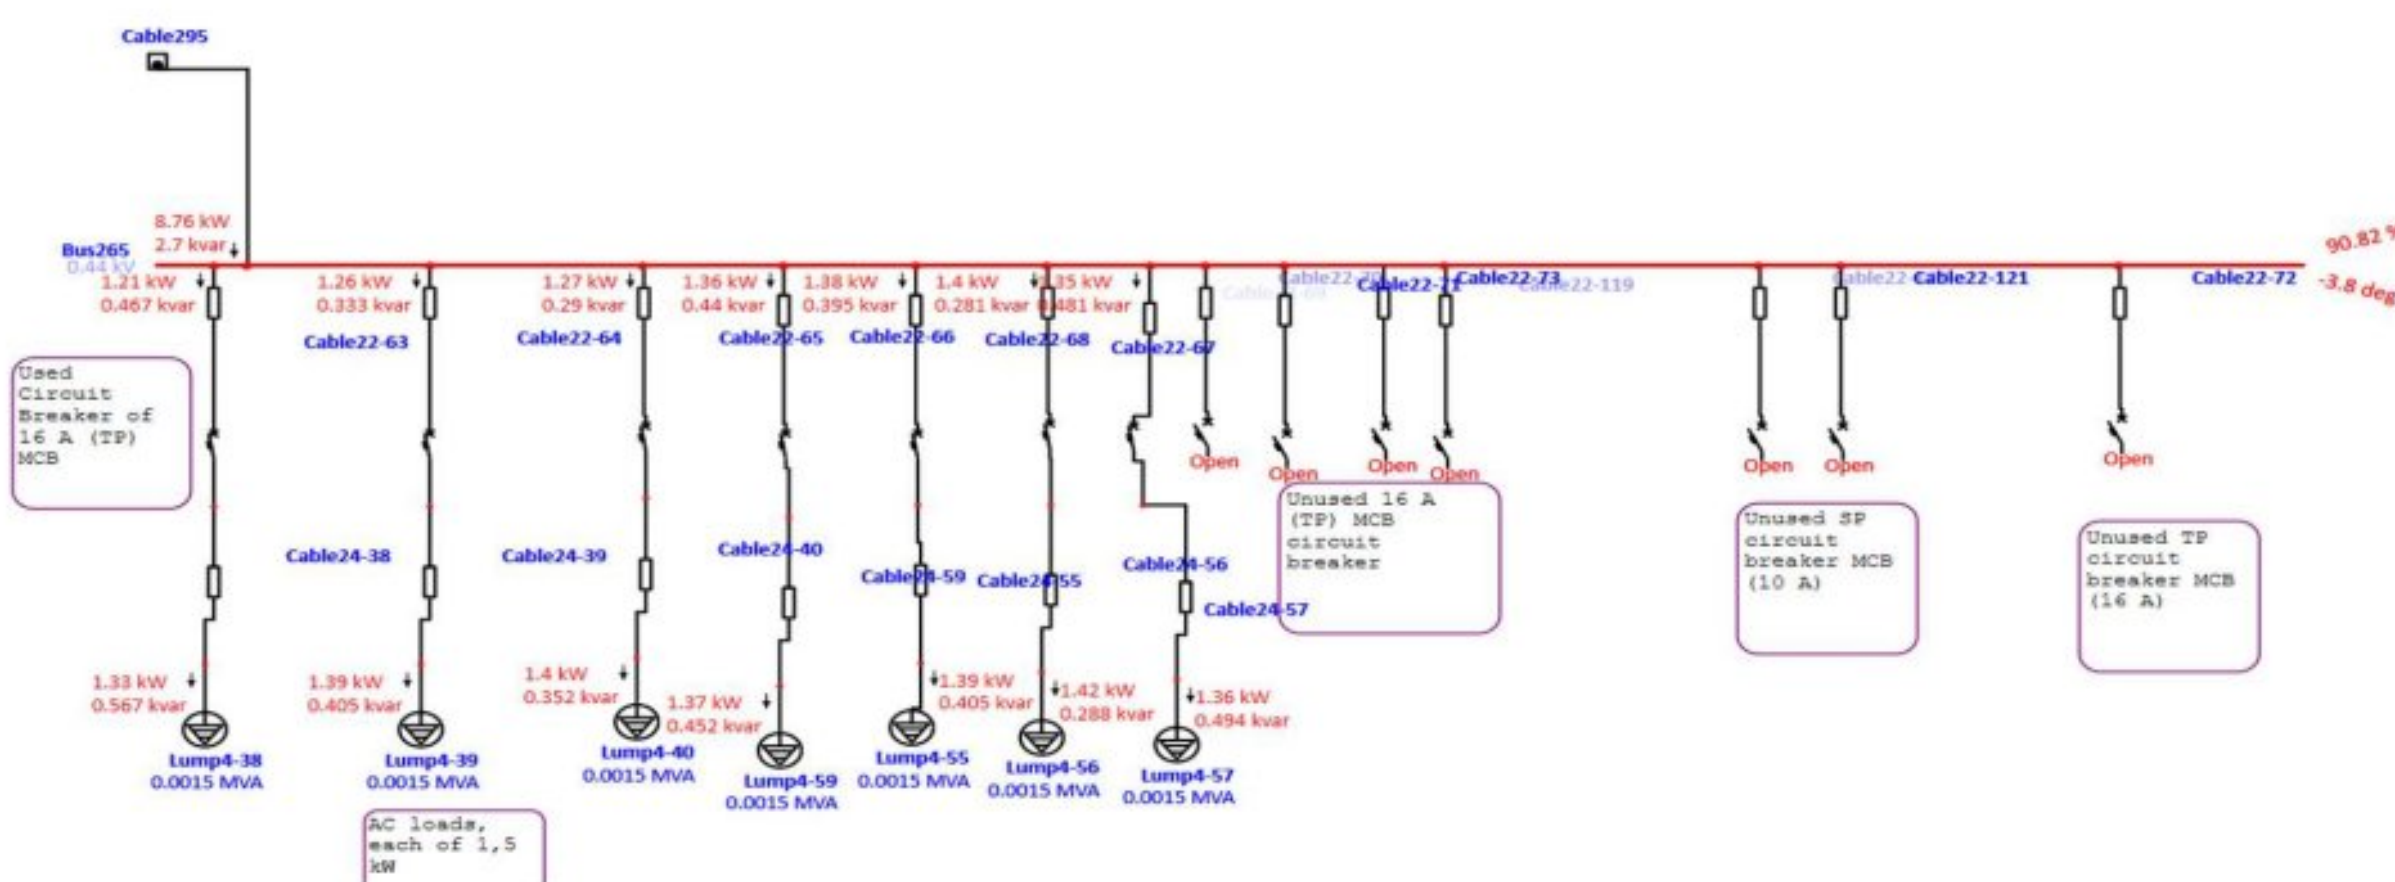 Cable295
8.76 kW
2.7 kvar
Bus265
0.44 kV
90.82 %
-3.8 deg
1.21 kW
0.467 kvar
1.26 kW
0.333 kvar
1.27 kW
0.29 kvar
1.36 kW
0.44 kvar
1.38 kW
0.395 kvar
1.4 kW
0.281 kvar
.35 kW
0.481 kvar
Cable22-71
Cable22-73
Cable22-119
Cable22-
Cable22-121
Cable22-72
Cable22-63
Cable22-64
Cable22-65
Cable22-66
Cable22-68
Cable22-67
Used
Circuit
Breaker of
16 A (TP)
MCB
Open
Open
Open
Open
Open
Open
Open
Unused 16 A
(TP) MCB
circuit
breaker
Unused SP
circuit
breaker MCB
(10 A)
Unused TP
circuit
breaker MCB
(16 A)
Cable24-38
Cable24-39
Cable24-40
Cable24-59
Cable24-55
Cable24-56
Cable24-57
1.33 kW
0.567 kvar
1.39 kW
0.405 kvar
1.4 kW
0.352 kvar
1.37 kW
0.452 kvar
1.39 kW
0.405 kvar
1.42 kW
0.288 kvar
1.36 kW
0.494 kvar
Lump4-38
0.0015 MVA
Lump4-39
0.0015 MVA
Lump4-40
0.0015 MVA
Lump4-59
0.0015 MVA
Lump4-55
0.0015 MVA
Lump4-56
0.0015 MVA
Lump4-57
0.0015 MVA
AC loads,
each of 1,5
kW